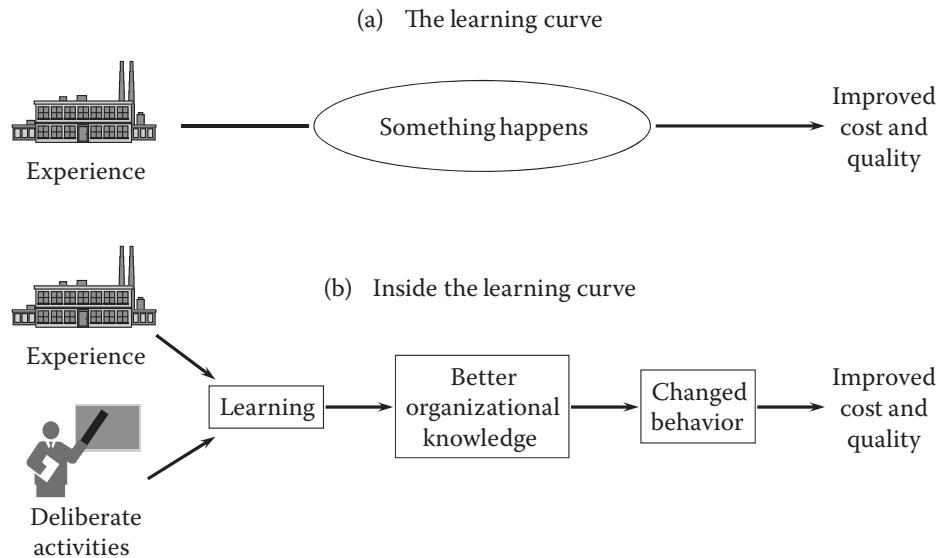 (a) The learning curve
Experience
Something happens
Improved
cost and
quality
(b) Inside the learning curve
Experience
Deliberate
activities
Learning
Better
organizational
knowledge
Changed
behavior
Improved
cost and
quality